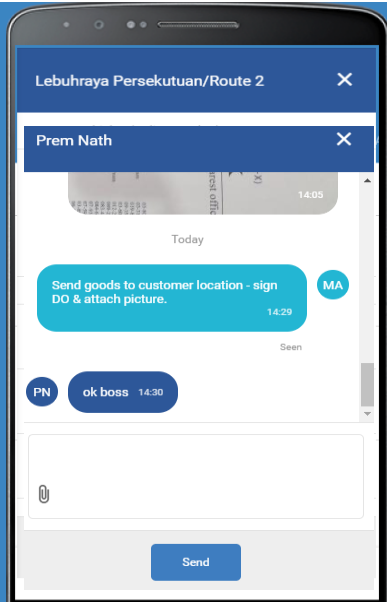 Lebuhraya Persekutuan/Route 2
Prem Nath
14:05
Today
Send goods to customer location - sign
DO & attach picture.
14:29
MA
Seen
PN
ok boss 14:30
Send